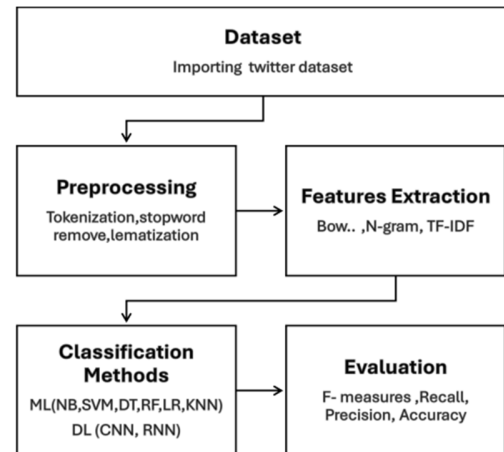 Dataset
Importing twitter dataset
Preprocessing
Tokenization,stopword
remove,lematization
Features Extraction
Bow.. ,N-gram, TF-IDF
Classification
Methods
ML(NB,SVM,DT,RF,LR,KNN)
DL (CNN, RNN)
Evaluation
F- measures ,Recall,
Precision, Accuracy